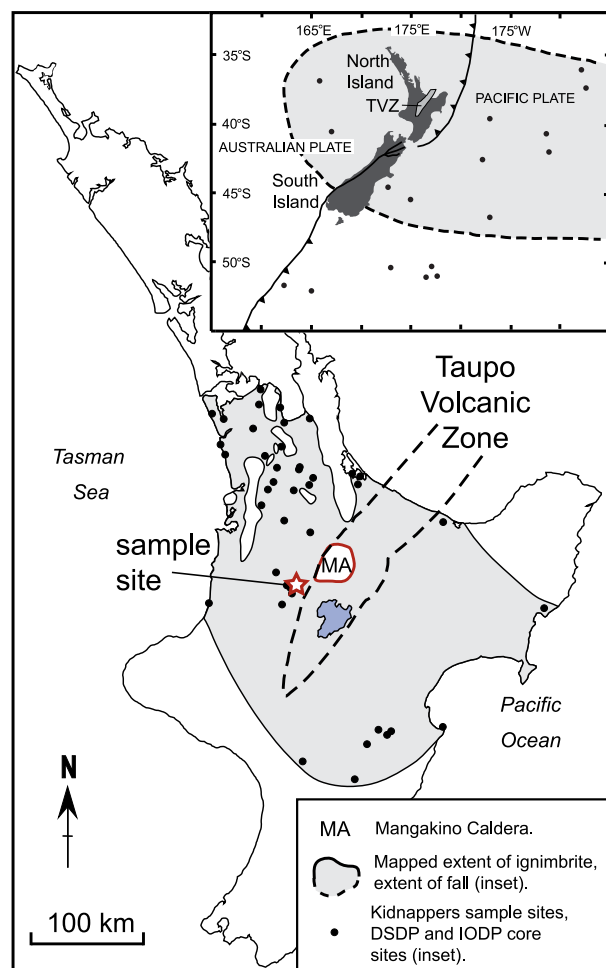 165°E 175°E 175°W
35°S
North
Island
TVZ
PACIFIC PLATE
40°S
AUSTRALIAN PLATE
45°S
South
Island
50°S
Taupo
Volcanic
Zone
Tasman
Sea
sample
site
MA
Pacific
Ocean
N
100 km
MA Mangakino Caldera.
Mapped extent of ignimbrite,
extent of fall (inset).
Kidnappers sample sites,
DSDP and IODP core
sites (inset).